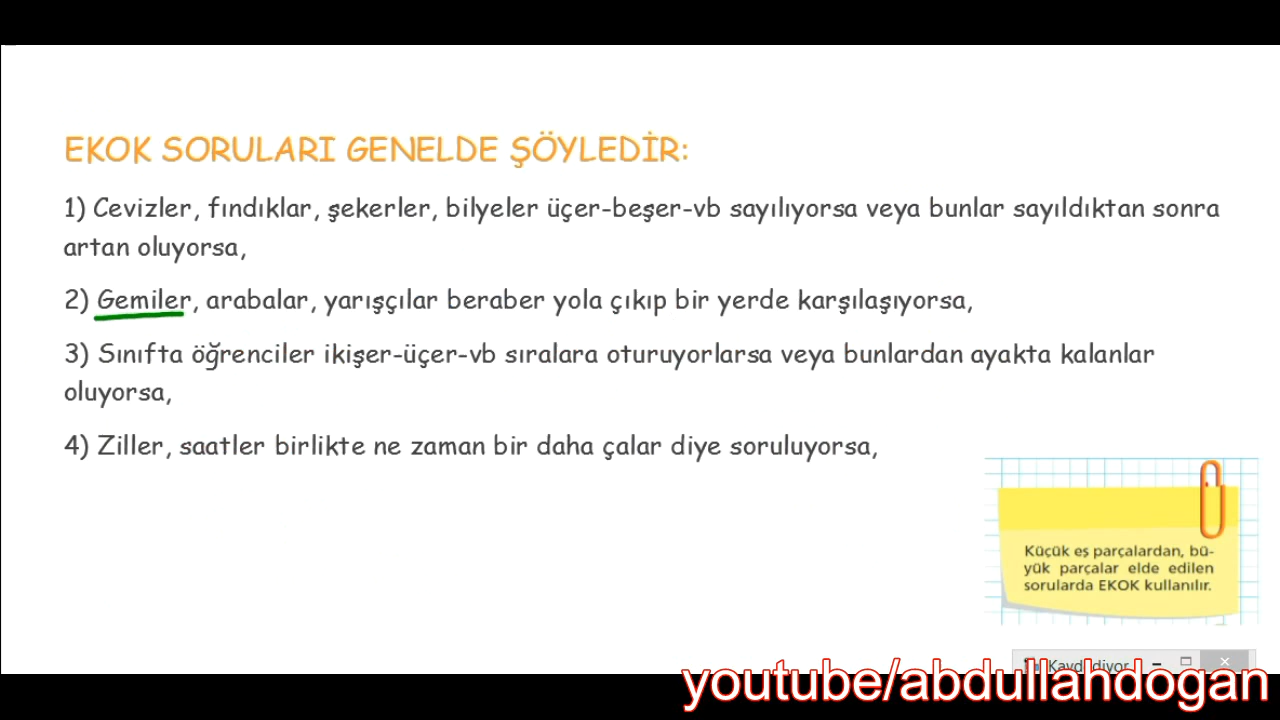 EKOK SORULARI GENELDE ŞÖYLEDİR:
1) Cevizler, fındıklar, şekerler, bilyeler üçer-beşer-vb sayılıyorsa veya bunlar sayıldıktan sonra
artan oluyorsa,
2) Gemiler, arabalar, yarışçılar beraber yola çıkıp bir yerde karşılaşıyorsa,
3) Sınıfta öğrenciler ikişer-üçer-vb sıralara oturuyorlarsa veya bunlardan ayakta kalanlar
oluyorsa,
4) Ziller, saatler birlikte ne zaman bir daha çalar diye soruluyorsa,
Küçük eş parçalardan, bü-
yük parçalar elde edilen
sorularda EKOK kullanılır.
youtube/abdullahdogan